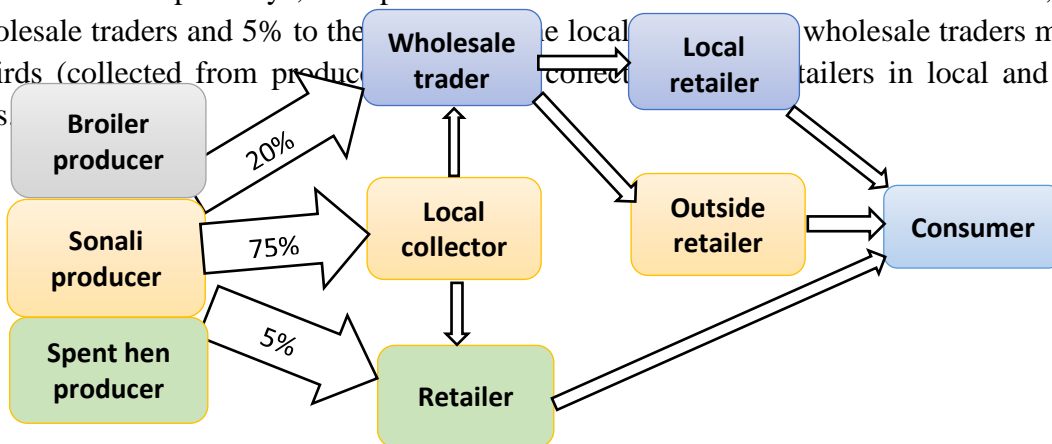 olesale traders and 5% to the
e local
wholesale traders m
irds (collected from produce
collect
tailers in local and
s.
Wholesale
trader
Local
retailer
Broiler
producer
20%
Sonali
producer
75%
Local
collector
Outside
retailer
Consumer
Spent hen
producer
5%
Retailer